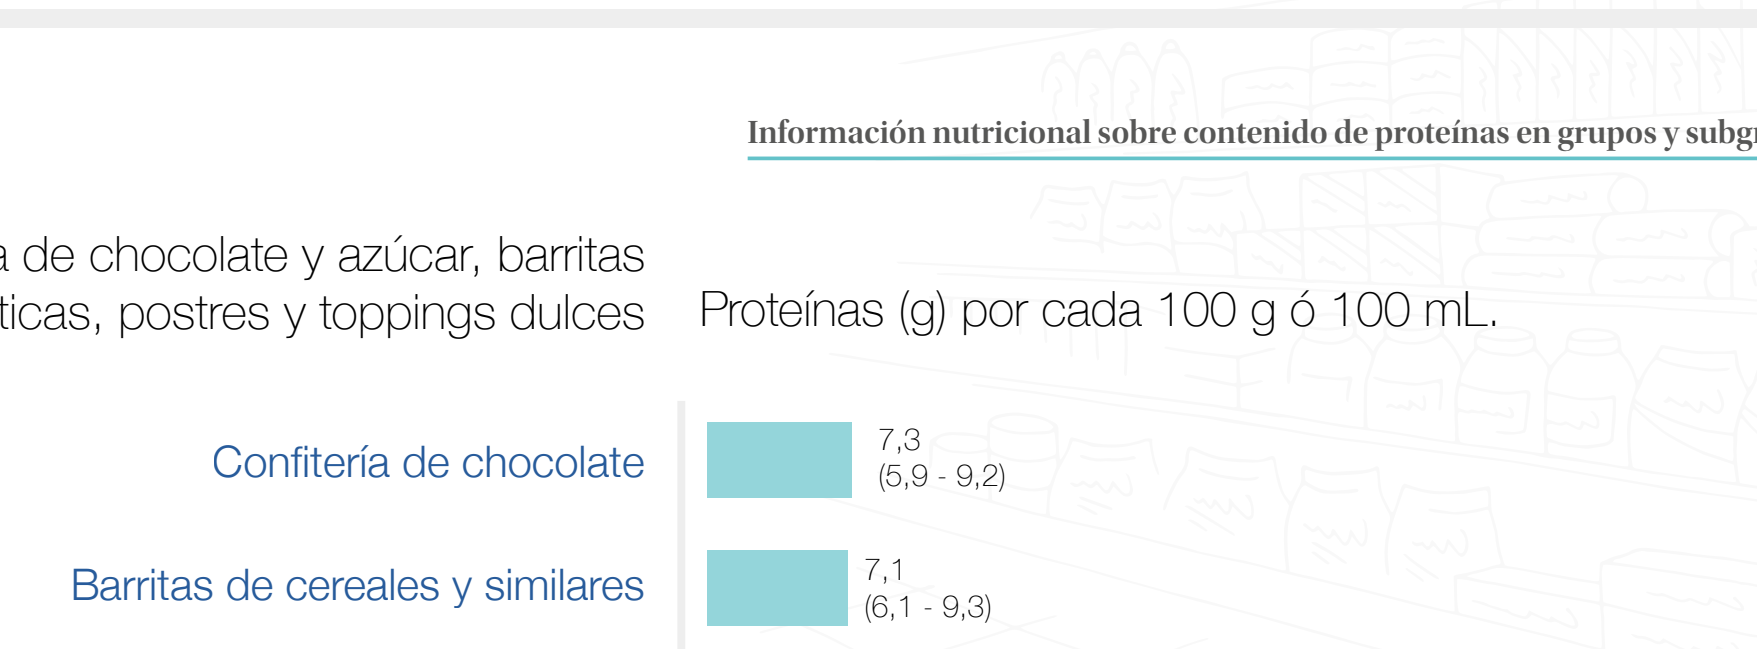 Información nutricional sobre contenido de proteínas en grupos y
de chocolate y azúcar, barritas
postres y toppings dulces
Proteínas (g) por cada 100 g ó 100 mL.
Confitería de chocolate
7,3
(5,9 - 9,2)
Barritas de cereales y similares
7,1
(6,1 - 9,3)